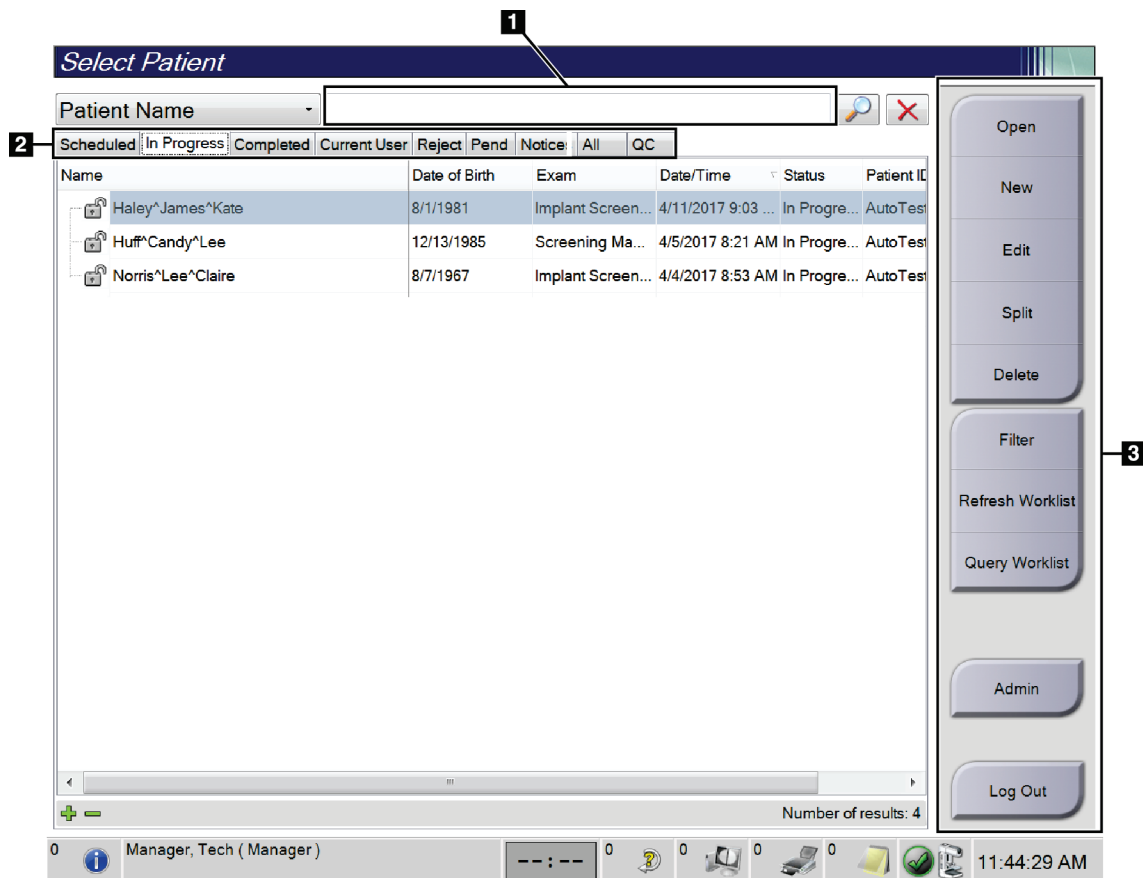 1
Select Patient
Patient Name
2
Scheduled In Progress Completed Current User Reject Pend Notice: All QC
Name Date of Birth Exam Date/Time Status Patient ID
Haley^James^Kate 8/1/1981 Implant Screen... 4/11/2017 9:03 ... In Progre... AutoTest
Huff^Candy^Lee 12/13/1985 Screening Ma... 4/5/2017 8:21 AM In Progre... AutoTest
Norris^Lee^Claire 8/7/1967 Implant Screen... 4/4/2017 8:53 AM In Progre... AutoTest
Number of results: 4
Open
New
Edit
Split
Delete
Filter
Refresh Worklist
Query Worklist
Admin
Log Out
3
0 Manager, Tech ( Manager ) --:-- 0 0 0 0 11:44:29 AM